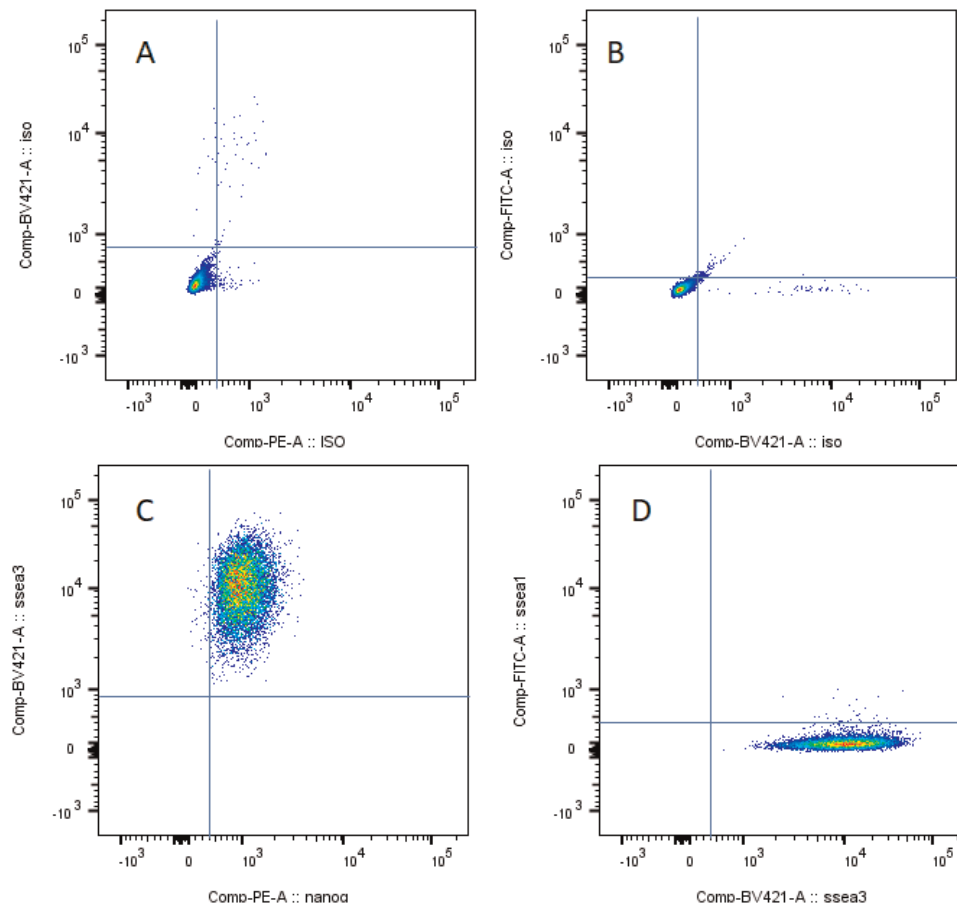 A
10^5
10^4
10^3
0
-10^3
Comp-BV421-A :: iso
-10^3 0 10^3 10^4 10^5
Comp-PE-A :: ISO
B
10^5
10^4
10^3
0
-10^3
Comp-FITC-A :: iso
-10^3 0 10^3 10^4 10^5
Comp-BV421-A :: iso
C
10^5
10^4
10^3
0
-10^3
Comp-BV421-A :: ssea3
-10^3 0 10^3 10^4 10^5
Comp-PE-A :: nanog
D
10^5
10^4
10^3
0
-10^3
Comp-FITC-A :: ssea1
-10^3 0 10^3 10^4 10^5
Comp-BV421-A :: ssea3